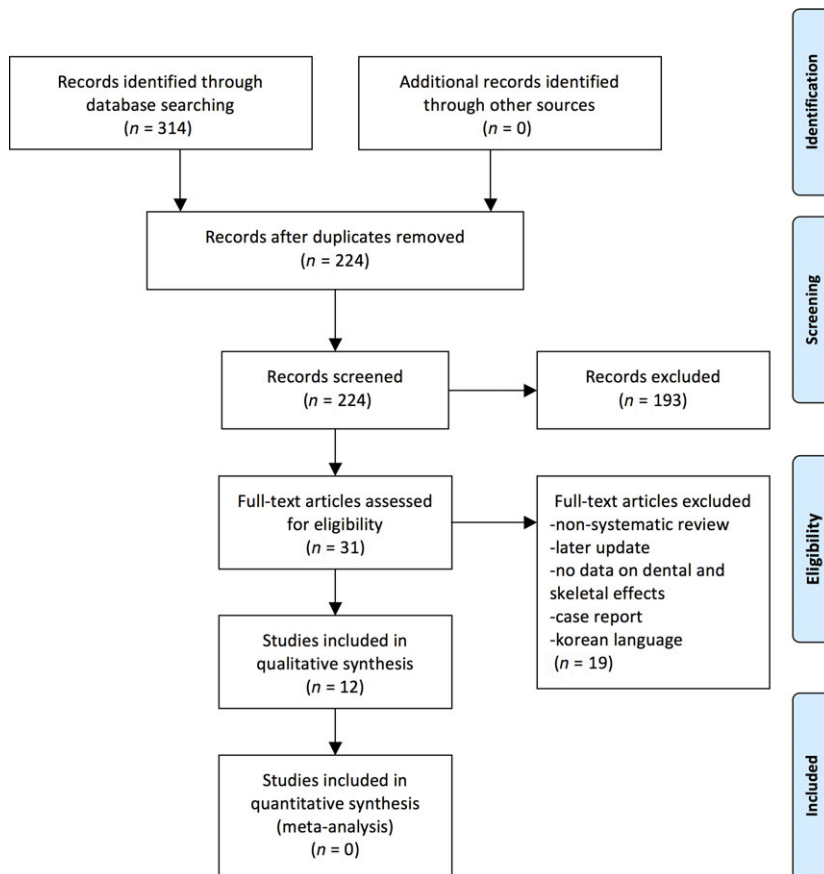 Records identified through
database searching
(n = 314)
Additional records identified
through other sources
(n = 0)
Identification
Records after duplicates removed
(n = 224)
Screening
Records screened
(n = 224)
Records excluded
(n = 193)
Full-text articles assessed
for eligibility
(n = 31)
Full-text articles excluded
-non-systematic review
-later update
-no data on dental and
skeletal effects
-case report
-korean language
(n = 19)
Eligibility
Studies included in
qualitative synthesis
(n = 12)
Studies included in
quantitative synthesis
(meta-analysis)
(n = 0)
Included